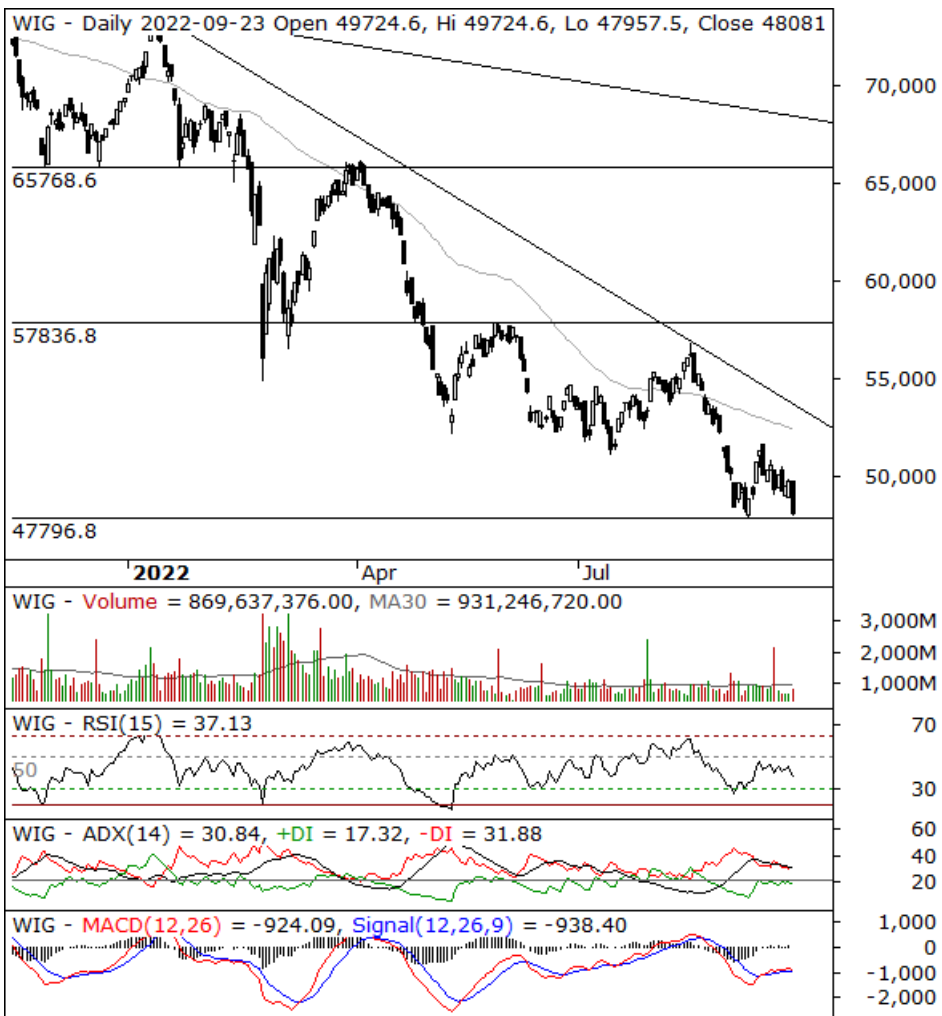 WIG - Daily 2022-09-23 Open 49724.6, Hi 49724.6, Lo 47957.5, Close 48081
70,000
65768.6
65,000
60,000
57836.8
55,000
50,000
47796.8
2022 Apr Jul
WIG - Volume = 869,637,376.00, MA30 = 931,246,720.00
3,000M
2,000M
1,000M
WIG - RSI(15) = 37.13
70
50
30
WIG - ADX(14) = 30.84, +DI = 17.32, -DI = 31.88
60
40
20
WIG - MACD(12,26) = -924.09, Signal(12,26,9) = -938.40
1,000
0
-1,000
-2,000